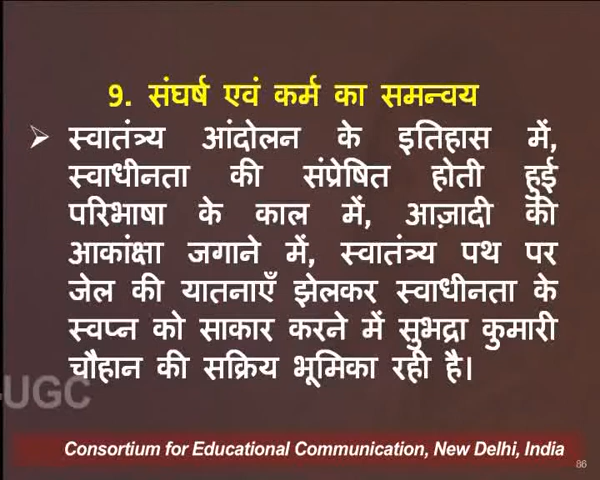 9. संघर्ष एवं कर्म का समन्वय
➢ स्वातंत्र्य आंदोलन के इतिहास में,
स्वाधीनता की संप्रेषित होती हुई
परिभाषा के काल में, आज़ादी की
आकांक्षा जगाने में, स्वातंत्र्य पथ पर
जेल की यातनाएँ झेलकर स्वाधीनता के
स्वप्न को साकार करने में सुभद्रा कुमारी
चौहान की सक्रिय भूमिका रही है।
-UGC
Consortium for Educational Communication, New Delhi, India
86